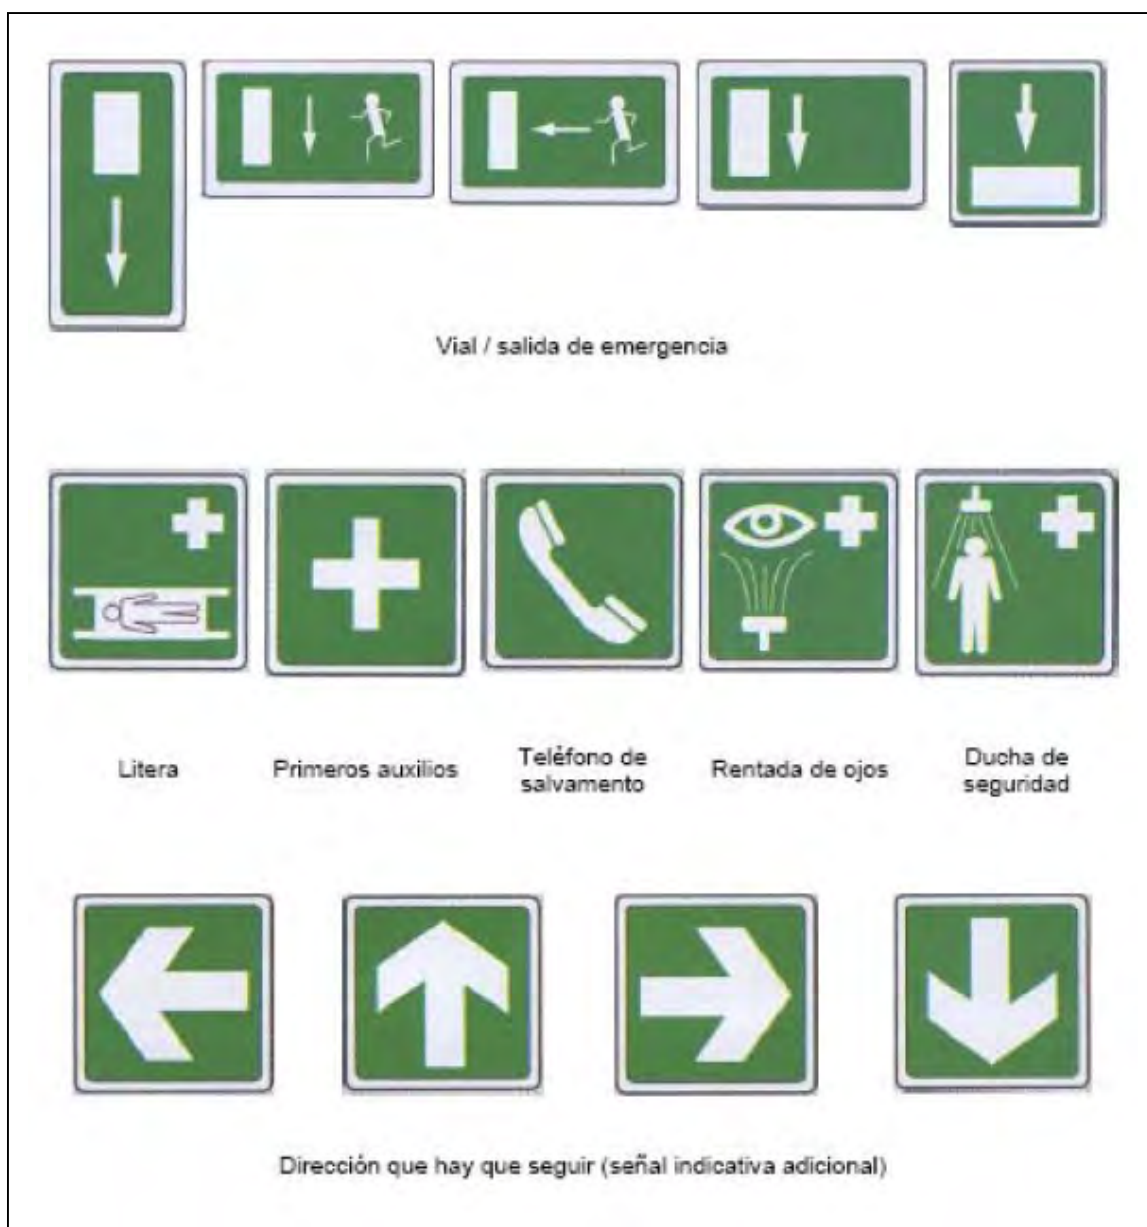 Vial / salida de emergencia
Litera
Primeros auxilios
Teléfono de
salvamento
Rentada de ojos
Ducha de
seguridad
Dirección que hay que seguir (señal indicativa adicional)